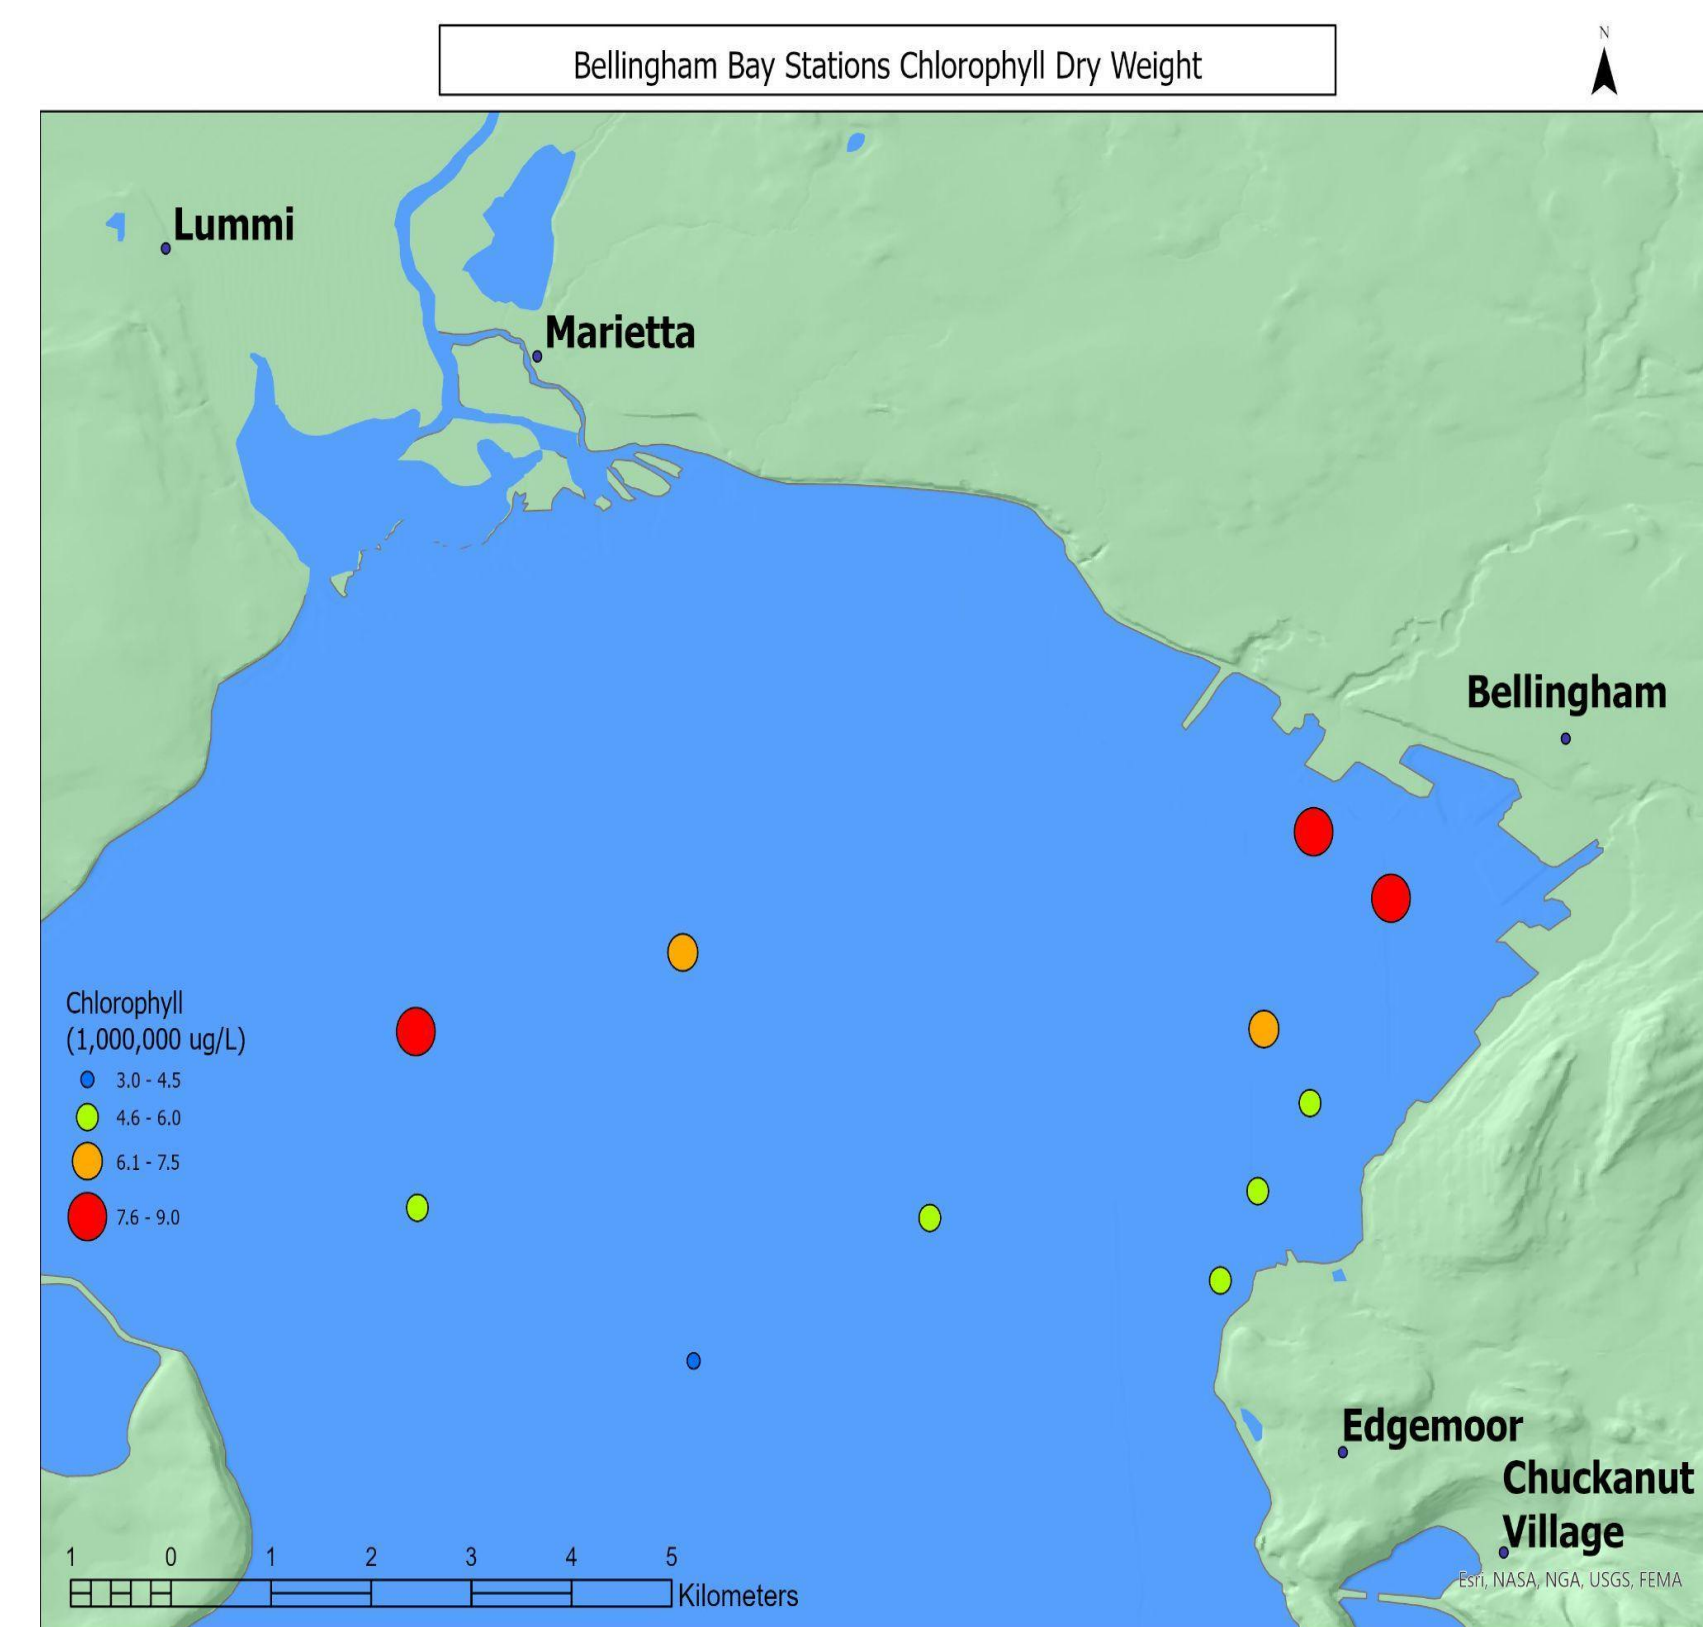 Bellingham Bay Stations Chlorophyll Dry Weight
N
Lummi
Marietta
Bellingham
Chlorophyll
(1,000,000 ug/L)
3.0 - 4.5
4.6 - 6.0
6.1 - 7.5
7.6 - 9.0
Edgemoor
Chuckanut
Village
1 0 1 2 3 4 5
Kilometers
Esri, NASA, NGA, USGS, FEMA